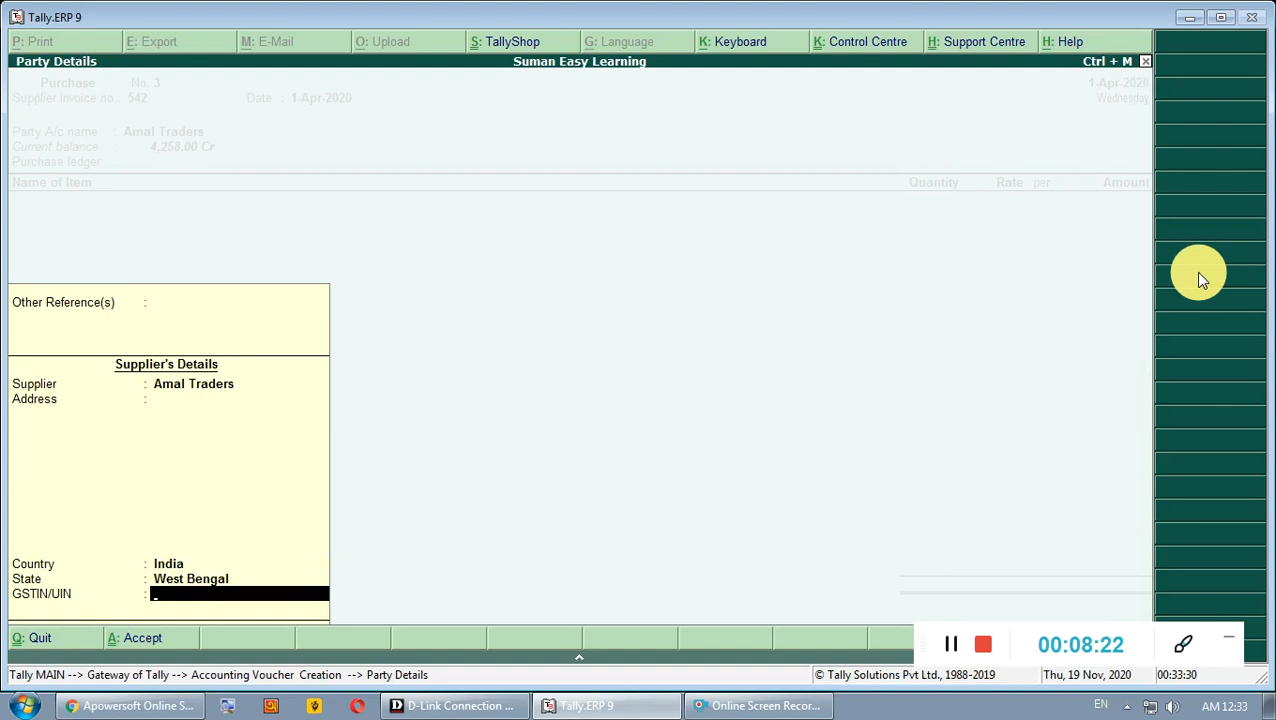 Tally.ERP 9
P: Print E: Export M: E-Mail O: Upload S: TallyShop G: Language K: Keyboard K: Control Centre H: Support Centre H: Help
Party Details Suman Easy Learning Ctrl + M
Purchase No. 3 1-Apr-2020
Supplier invoice no.: 542 Date : 1-Apr-2020 Wednesday
Party A/c name : Amal Traders
Current balance : 4,258.00 Cr
Purchase ledger :
Name of Item Quantity Rate per Amount
Other Reference(s) :
Supplier's Details
Supplier : Amal Traders
Address :
Country : India
State : West Bengal
GSTIN/UIN :
Q: Quit A: Accept
00:08:22
Tally MAIN --> Gateway of Tally --> Accounting Voucher Creation --> Party Details © Tally Solutions Pvt Ltd., 1988-2019 Thu, 19 Nov, 2020 00:33:30
Apowersoft Online S... D-Link Connection ... Tally.ERP 9 Online Screen Recor... EN AM 12:33